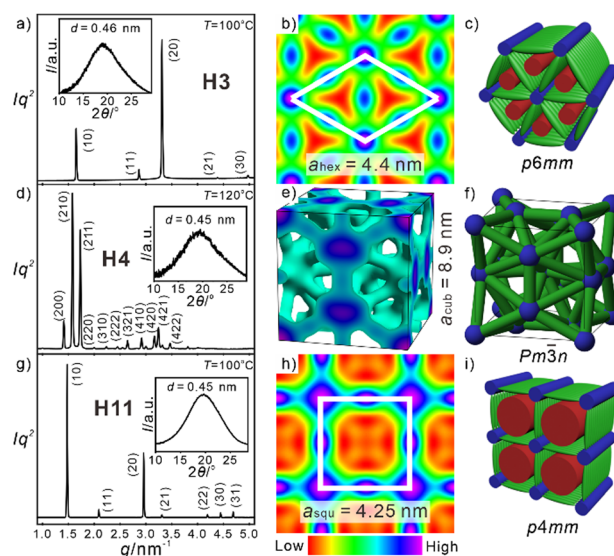 a)
d = 0.46 nm
T=100°C
I/a.u.
10 15 20 25
2θ/°
H3
Iq²
(10)
(11)
(20)
(21)
(30)
b)
a_hex = 4.4 nm
c)
p6mm
d)
T=120°C
(210)
(211)
(200)
(220)
(310)
(222)
(321)
(410)
(420)
(421)
(422)
H4
d = 0.45 nm
I/a.u.
10 15 20 25
2θ/°
Iq²
e)
a_cub = 8.9 nm
f)
Pm3̅n
g)
T=100°C
(10)
H11
d = 0.45 nm
I/a.u.
10 15 20 25
2θ/°
Iq²
(11)
(20)
(21)
(22)
(30)
(31)
1.0 1.5 2.0 2.5 3.0 3.5 4.0 4.5 5.0
q/nm⁻¹
h)
a_squ = 4.25 nm
Low High
i)
p4mm